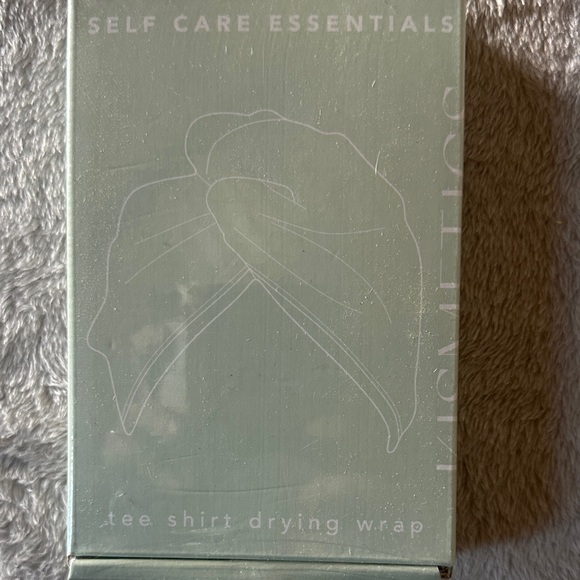 SELF CARE ESSENTIALS
KISMETICS
tee shirt drying wrap